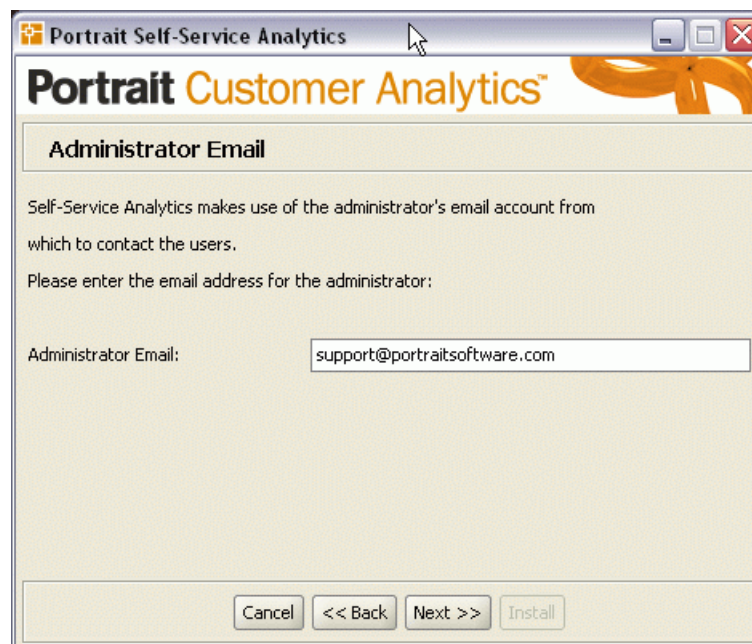 Portrait Self-Service Analytics
Portrait Customer Analytics™
Administrator Email
Self-Service Analytics makes use of the administrator's email account from
which to contact the users.
Please enter the email address for the administrator:
Administrator Email: support@portraitsoftware.com
Cancel << Back Next >> Install